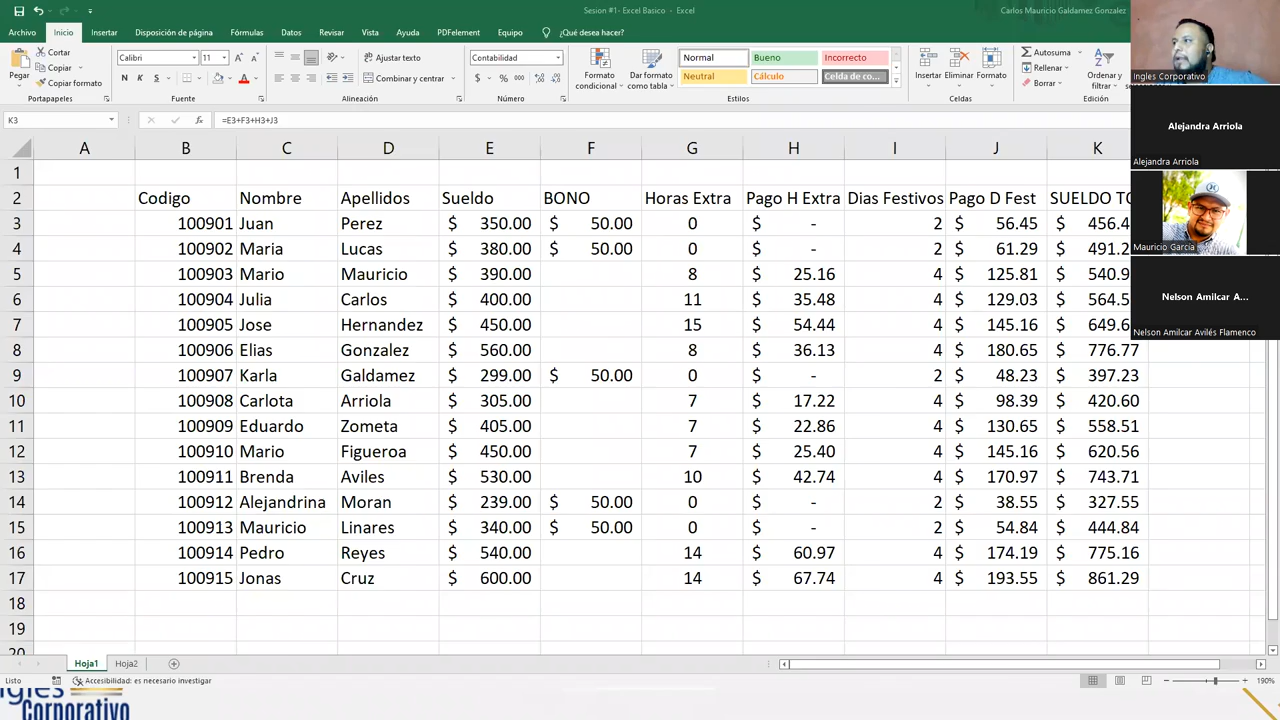 Sesion #1- Excel Basico - Excel
Carlos Mauricio Galdamez Gonzalez
Archivo Inicio Insertar Disposición de página Fórmulas Datos Revisar Vista Ayuda PDFelement Equipo ¿Qué desea hacer?
Pegar
Cortar
Copiar
Copiar formato
Portapapeles
Calibri 11
N K S
Fuente
Ajustar texto
Combinar y centrar
Alineación
Contabilidad
$ % 000
Número
Formato condicional
Dar formato como tabla
Normal Bueno Incorrecto
Neutral Cálculo Celda de co...
Estilos
Insertar Eliminar Formato
Celdas
Autosuma
Rellenar
Borrar
Ordenar y filtrar
Edición
K3 fx =E3+F3+H3+J3
A B C D E F G H I J K
1
2 Codigo Nombre Apellidos Sueldo BONO Horas Extra Pago H Extra Dias Festivos Pago D Fest SUELDO
3 100901 Juan Perez $ 350.00 $ 50.00 0 $ - 2 $ 56.45 $ 456.4
4 100902 Maria Lucas $ 380.00 $ 50.00 0 $ - 2 $ 61.29 $ 491.2
5 100903 Mario Mauricio $ 390.00 8 $ 25.16 4 $ 125.81 $ 540.9
6 100904 Julia Carlos $ 400.00 11 $ 35.48 4 $ 129.03 $ 564.5
7 100905 Jose Hernandez $ 450.00 15 $ 54.44 4 $ 145.16 $ 649.6
8 100906 Elias Gonzalez $ 560.00 8 $ 36.13 4 $ 180.65 $ 776.77
9 100907 Karla Galdamez $ 299.00 $ 50.00 0 $ - 2 $ 48.23 $ 397.23
10 100908 Carlota Arriola $ 305.00 7 $ 17.22 4 $ 98.39 $ 420.60
11 100909 Eduardo Zometa $ 405.00 7 $ 22.86 4 $ 130.65 $ 558.51
12 100910 Mario Figueroa $ 450.00 7 $ 25.40 4 $ 145.16 $ 620.56
13 100911 Brenda Aviles $ 530.00 10 $ 42.74 4 $ 170.97 $ 743.71
14 100912 Alejandrina Moran $ 239.00 $ 50.00 0 $ - 2 $ 38.55 $ 327.55
15 100913 Mauricio Linares $ 340.00 $ 50.00 0 $ - 2 $ 54.84 $ 444.84
16 100914 Pedro Reyes $ 540.00 14 $ 60.97 4 $ 174.19 $ 775.16
17 100915 Jonas Cruz $ 600.00 14 $ 67.74 4 $ 193.55 $ 861.29
18
19
20
Ingles Corporativo
Alejandra Arriola
Alejandra Arriola
Mauricio Garcia
Nelson Amilcar A...
Nelson Amilcar Avilés Flamenco
Hoja1 Hoja2
Listo Accesibilidad: es necesario investigar 190%
Ingles
Corporativo